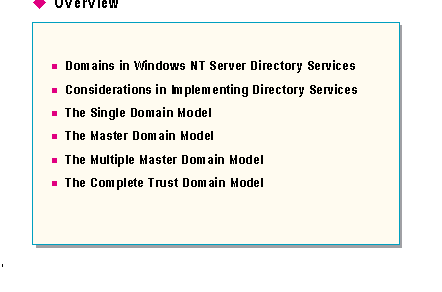 Overview
Domains in Windows NT Server Directory Services
Considerations in Implementing Directory Services
The Single Domain Model
The Master Domain Model
The Multiple Master Domain Model
The Complete Trust Domain Model